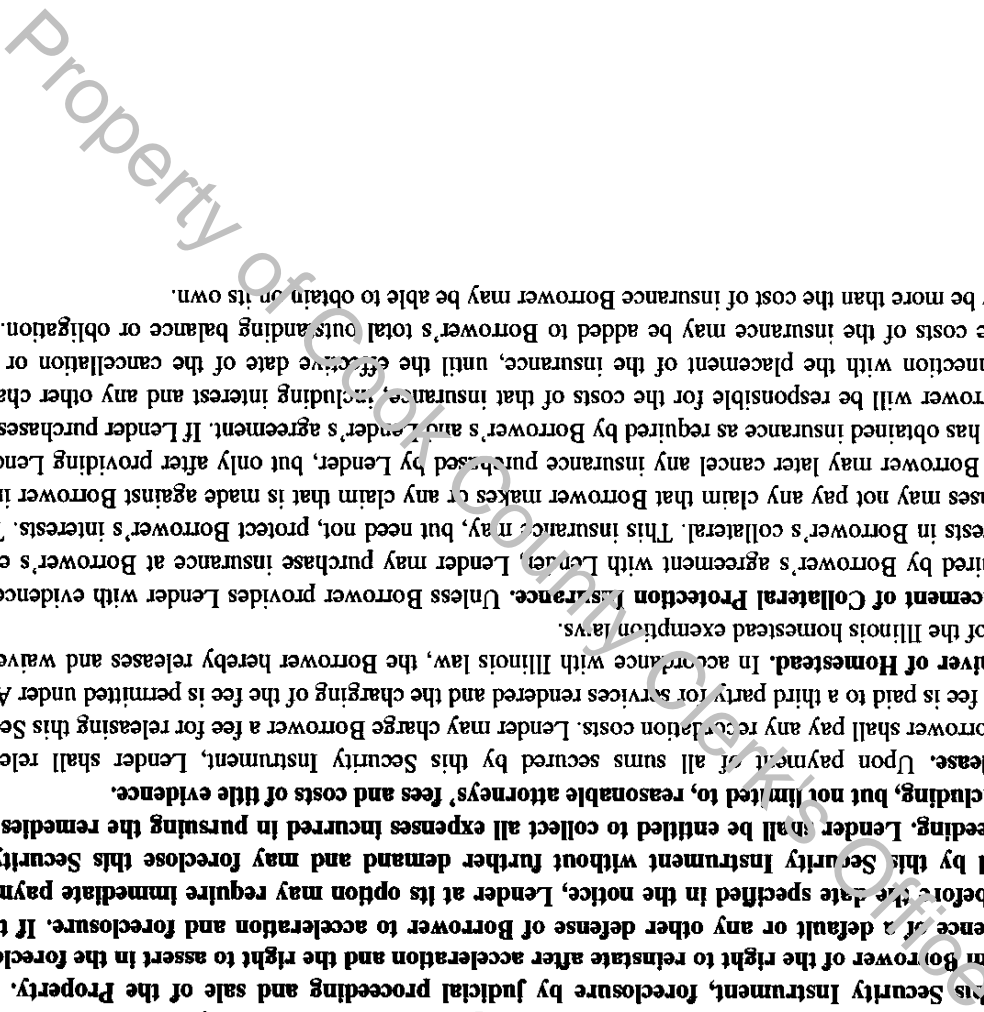 this Security Instrument, foreclosure by judicial proceeding and sale of the Property.
m Borrower of the right to reinstate after acceleration and the right to assert in the forecl
ence of a default or any other defense of Borrower to acceleration and foreclosure. If t
before the date specified in the notice, Lender at its option may require immediate paym
l by this Security Instrument without further demand and may foreclose this Security
eeding. Lender shall be entitled to collect all expenses incurred in pursuing the remedies
cluding, but not limited to, reasonable attorneys' fees and costs of title evidence.
lease. Upon payment of all sums secured by this Security Instrument, Lender shall rele
orrower shall pay any recordation costs. Lender may charge Borrower a fee for releasing this Se
fee is paid to a third party for services rendered and the charging of the fee is permitted under A
iver of Homestead. In accordance with Illinois law, the Borrower hereby releases and waive
of the Illinois homestead exemption laws.
cement of Collateral Protection Insurance. Unless Borrower provides Lender with evidence
ired by Borrower's agreement with Lender, Lender may purchase insurance at Borrower's e
ests in Borrower's collateral. This insurance may, but need not, protect Borrower's interests.
ases may not pay any claim that Borrower makes or any claim that is made against Borrower i
Borrower may later cancel any insurance purchased by Lender, but only after providing Lend
has obtained insurance as required by Borrower's and Lender's agreement. If Lender purchases
rrower will be responsible for the costs of that insurance, including interest and any other cha
nnection with the placement of the insurance, until the effective date of the cancellation or
e costs of the insurance may be added to Borrower's total outstanding balance or obligation.
y be more than the cost of insurance Borrower may be able to obtain on its own.
Property of Cook County Clerk's Office